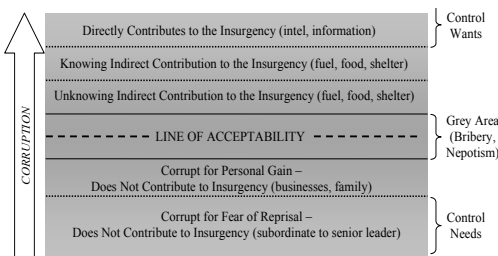 Directly Contributes to the Insurgency (intel, information)
Control
Wants
Knowing Indirect Contribution to the Insurgency (fuel, food, shelter)
Unknowing Indirect Contribution to the Insurgency (fuel, food, shelter)
LINE OF ACCEPTABILITY
Grey Area
(Bribery,
Nepotism)
Corrupt for Personal Gain –
Does Not Contribute to Insurgency (businesses, family)
Corrupt for Fear of Reprisal –
Does Not Contribute to Insurgency (subordinate to senior leader)
Control
Needs
CORRUPTION